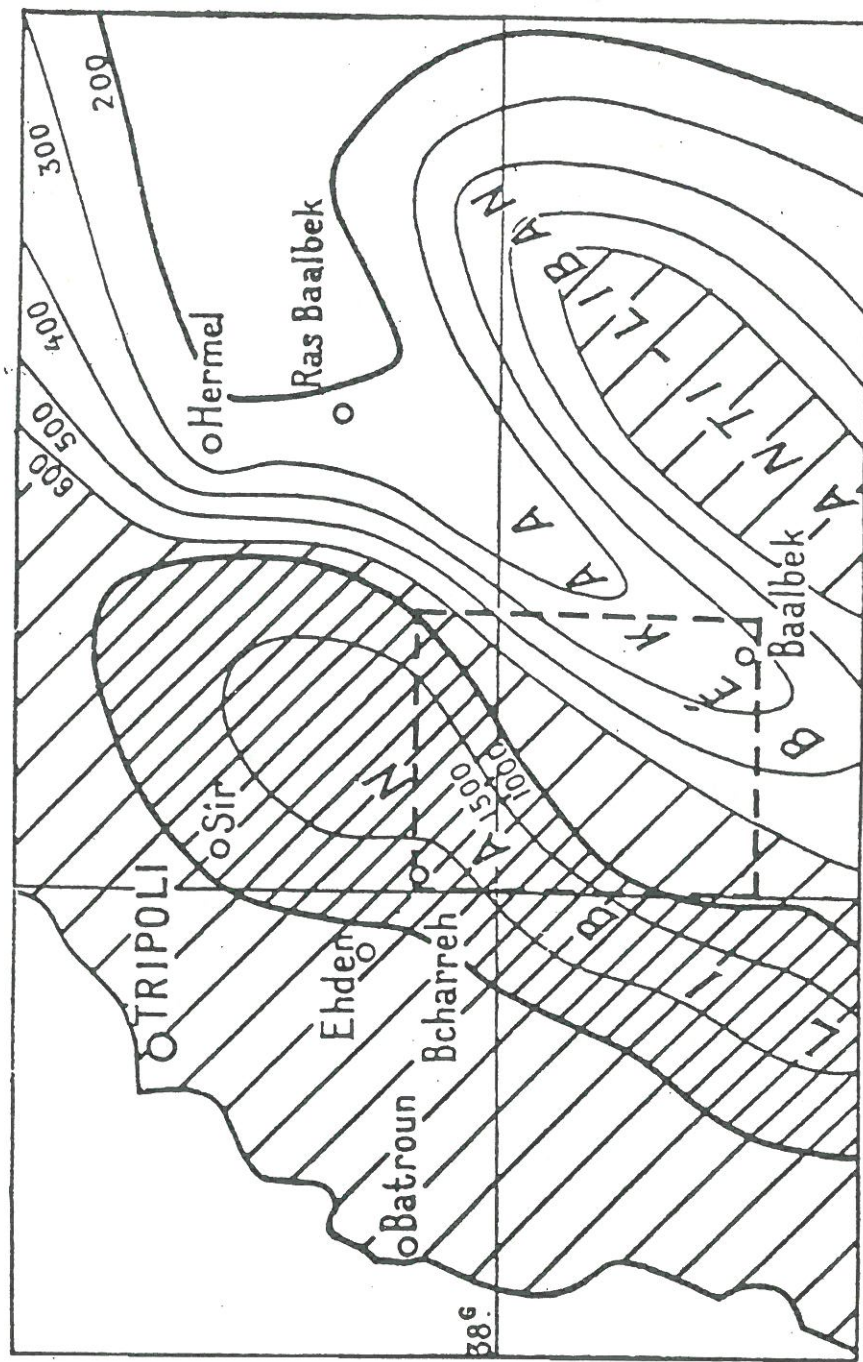 200
300
400
500
600
Hermel
Ras Baalbek
TRIPOLI
Sir
Ehden
Bcharreh
Batroun
1500
1000
Baalbek
LIBAN
BÉKAA
ANTI-LIBAN
38ᴳ